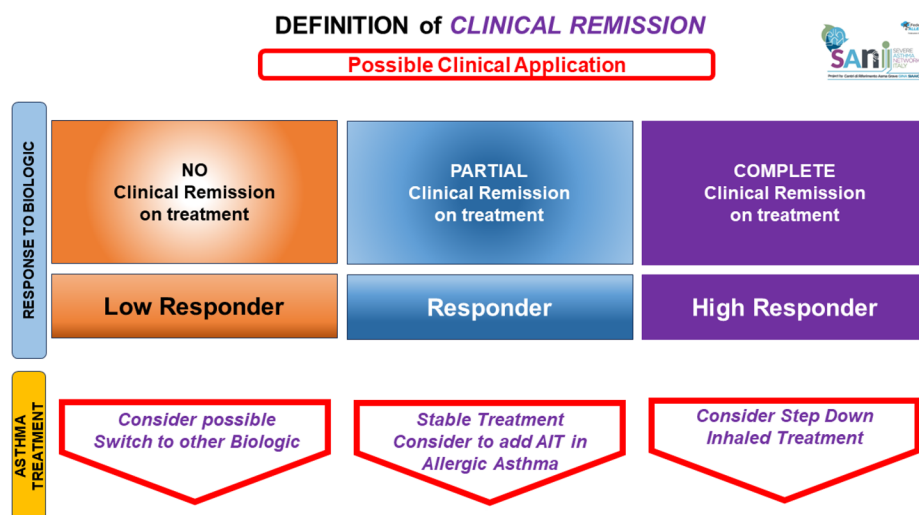 DEFINITION of CLINICAL REMISSION
Possible Clinical Application
SANi
SEVERE
ASTHMA
NETWORK
ITALY
RESPONSE TO BIOLOGIC
NO
Clinical Remission
on treatment
PARTIAL
Clinical Remission
on treatment
COMPLETE
Clinical Remission
on treatment
Low Responder
Responder
High Responder
ASTHMA
TREATMENT
Consider possible
Switch to other Biologic
Stable Treatment
Consider to add AIT in
Allergic Asthma
Consider Step Down
Inhaled Treatment